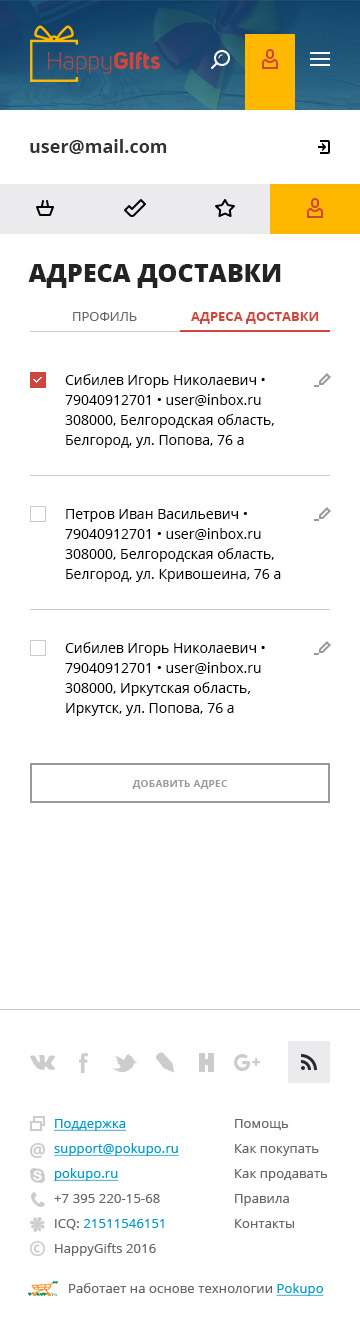 HappyGifts
user@mail.com
АДРЕСА ДОСТАВКИ
ПРОФИЛЬ
АДРЕСА ДОСТАВКИ
Сибилев Игорь Николаевич •
79040912701 • user@inbox.ru
308000, Белгородская область,
Белгород, ул. Попова, 76 а
Петров Иван Васильевич •
79040912701 • user@inbox.ru
308000, Белгородская область,
Белгород, ул. Кривошеина, 76 а
Сибилев Игорь Николаевич •
79040912701 • user@inbox.ru
308000, Иркутская область,
Иркутск, ул. Попова, 76 а
ДОБАВИТЬ АДРЕС
Поддержка
support@pokupo.ru
pokupo.ru
+7 395 220-15-68
ICQ: 21511546151
© HappyGifts 2016
Помощь
Как покупать
Как продавать
Правила
Контакты
Работает на основе технологии Pokupo